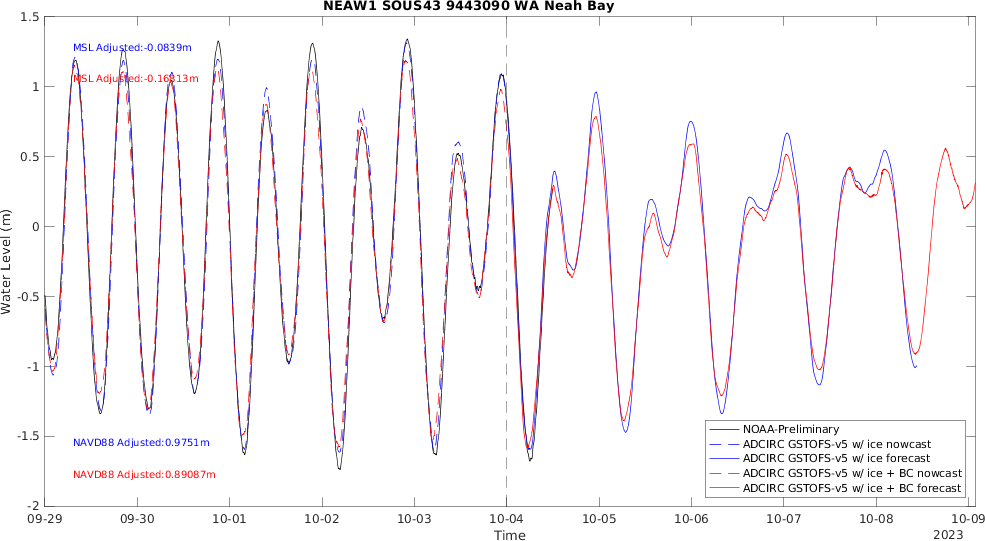 NEAW1 SOUS43 9443090 WA Neah Bay
1.5
1
0.5
0
-0.5
-1
-1.5
-2
Water Level (m)
MSL Adjusted:-0.0839m
MSL Adjusted:-0.16813m
NAVD88 Adjusted:0.9751m
NAVD88 Adjusted:0.89087m
NOAA-Preliminary
ADCIRC GSTOFS-v5 w/ ice nowcast
ADCIRC GSTOFS-v5 w/ ice forecast
ADCIRC GSTOFS-v5 w/ ice + BC nowcast
ADCIRC GSTOFS-v5 w/ ice + BC forecast
09-29 09-30 10-01 10-02 10-03 10-04 10-05 10-06 10-07 10-08 10-09
Time
2023